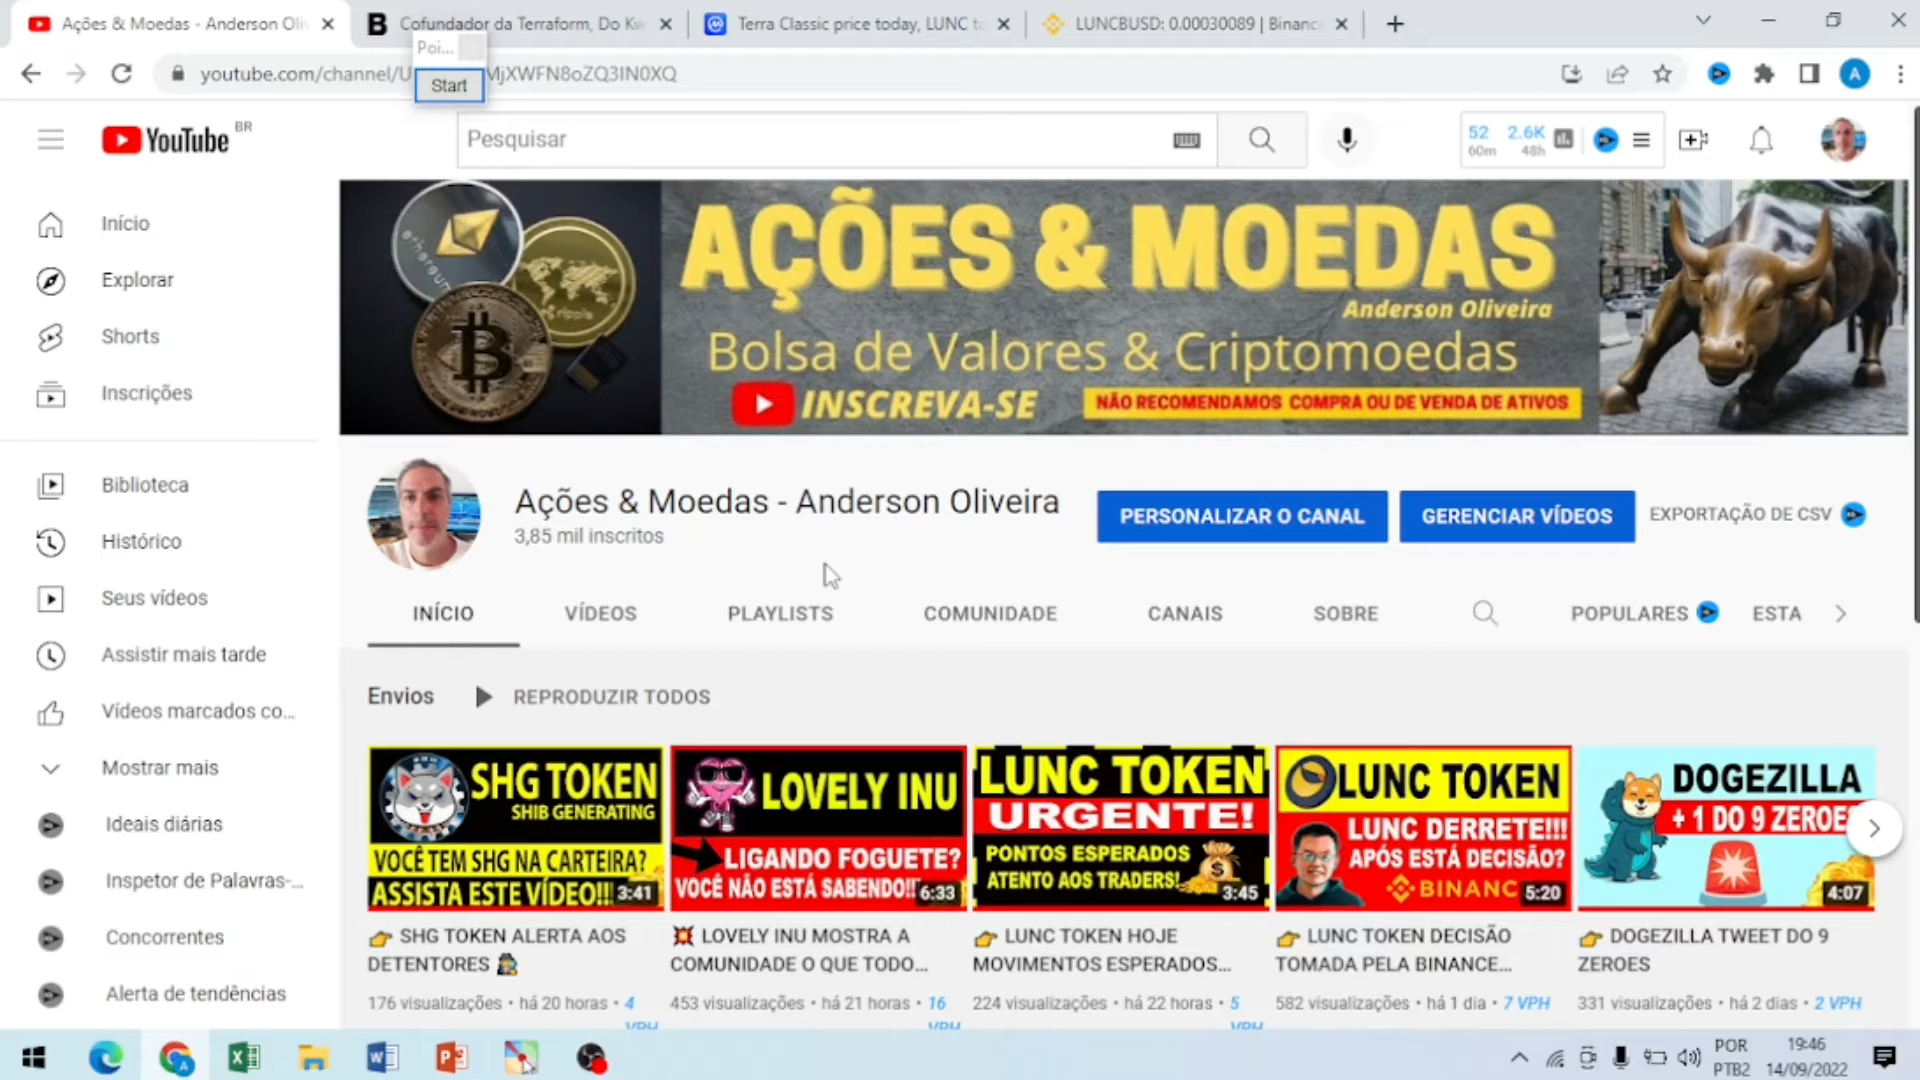 Ações & Moedas - Anderson Oliv
Cofundador da Terraform, Do Kw
Terra Classic price today, LUNC to
LUNCBUSD: 0.00030089 | Binance
Poi...
Start
youtube.com/channel/U
MjXWFN8oZQ3IN0XQ
A
YouTube BR
Pesquisar
52 2.6K
60m 48h
Início
Explorar
Shorts
Inscrições
Biblioteca
Histórico
Seus vídeos
Assistir mais tarde
Vídeos marcados co...
Mostrar mais
Ideais diárias
Inspetor de Palavras-...
Concorrentes
Alerta de tendências
ethereum
ripple
AÇÕES & MOEDAS
Anderson Oliveira
Bolsa de Valores & Criptomoedas
INSCREVA-SE
NÃO RECOMENDAMOS COMPRA OU DE VENDA DE ATIVOS
Ações & Moedas - Anderson Oliveira
3,85 mil inscritos
PERSONALIZAR O CANAL
GERENCIAR VÍDEOS
EXPORTAÇÃO DE CSV
INÍCIO
VÍDEOS
PLAYLISTS
COMUNIDADE
CANAIS
SOBRE
POPULARES
ESTA
Envios
REPRODUZIR TODOS
SHG TOKEN
SHIB GENERATING
VOCÊ TEM SHG NA CARTEIRA?
ASSISTA ESTE VÍDEO!!!
3:41
SHG TOKEN ALERTA AOS
DETENTORES
176 visualizações • há 20 horas • 4
VPH
LOVELY INU
LIGANDO FOGUETE?
VOCÊ NÃO ESTÁ SABENDO!!
6:33
LOVELY INU MOSTRA A
COMUNIDADE O QUE TODO...
453 visualizações • há 21 horas • 16
VPH
LUNC TOKEN
URGENTE!
PONTOS ESPERADOS
ATENTO AOS TRADERS!
3:45
LUNC TOKEN HOJE
MOVIMENTOS ESPERADOS...
224 visualizações • há 22 horas • 5
VPH
LUNC TOKEN
LUNC DERRETE!!!
APÓS ESTÁ DECISÃO?
BINANC
5:20
LUNC TOKEN DECISÃO
TOMADA PELA BINANCE...
582 visualizações • há 1 dia • 7 VPH
DOGEZILLA
+ 1 DO 9 ZEROE
4:07
DOGEZILLA TWEET DO 9
ZEROES
331 visualizações • há 2 dias • 2 VPH
POR
PTB2
19:46
14/09/2022